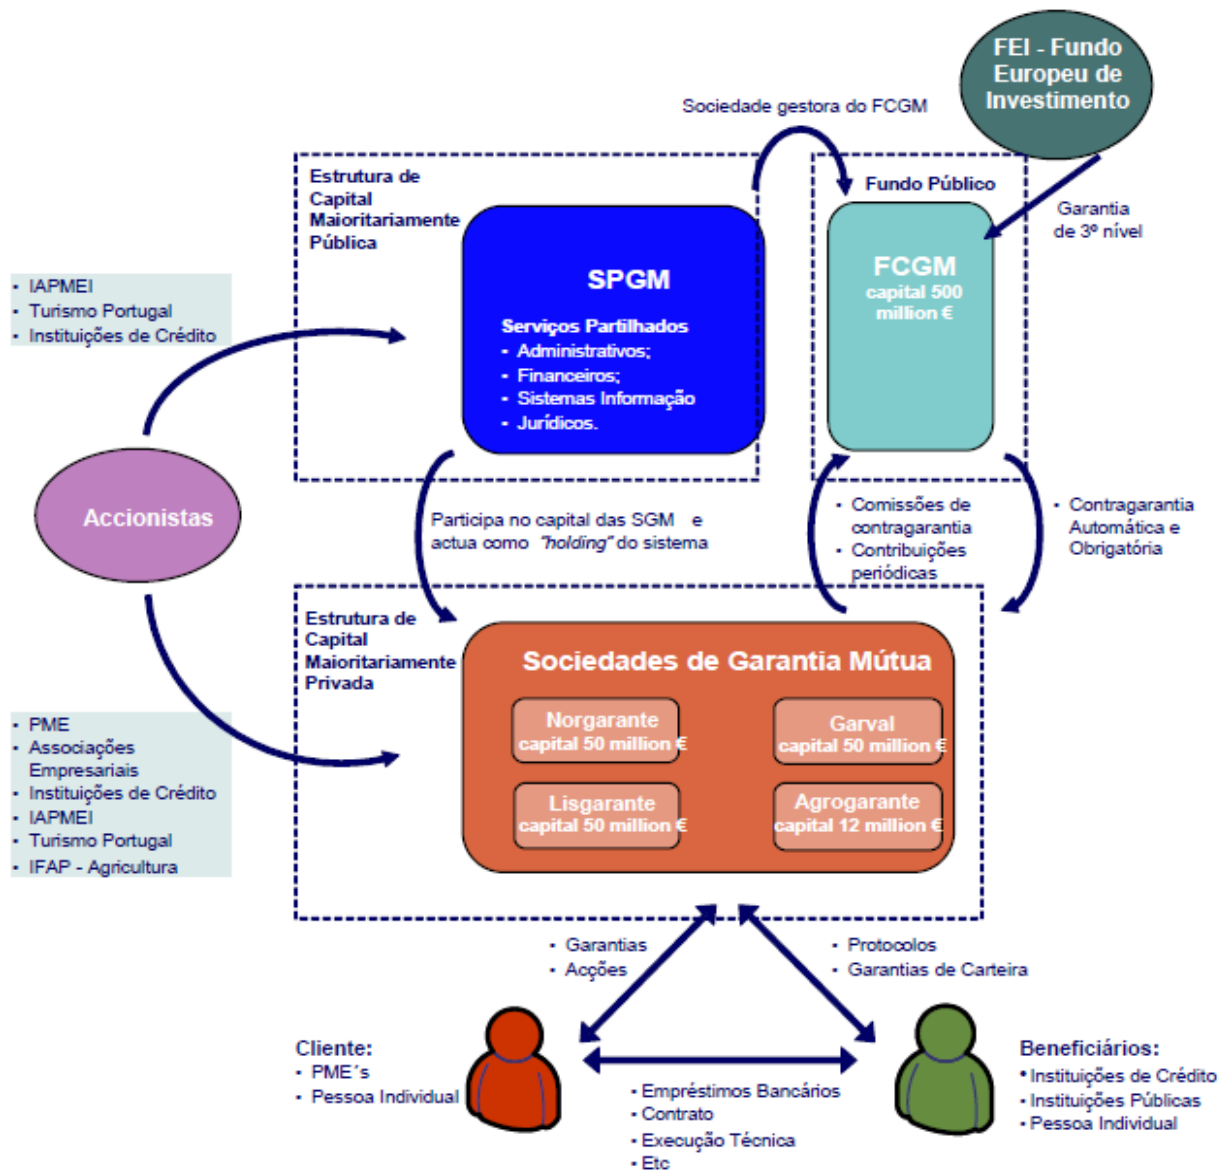 FEI - Fundo
Europeu de
Investimento
Sociedade gestora do FCGM
Estrutura de
Capital
Maioritariamente
Pública
Fundo Público
Garantia
de 3º nível
SPGM
Serviços Partilhados
- Administrativos;
- Financeiros;
- Sistemas Informação
- Jurídicos.
FCGM
capital 500
million €
▪ IAPMEI
▪ Turismo Portugal
▪ Instituições de Crédito
Accionistas
Participa no capital das SGM e
actua como "holding" do sistema
▪ Comissões de
contragarantia
▪ Contribuições
periódicas
▪ Contragarantia
Automática e
Obrigatória
Estrutura de
Capital
Maioritariamente
Privada
Sociedades de Garantia Mútua
Norgarante
capital 50 million €
Garval
capital 50 million €
Lisgarante
capital 50 million €
Agrogarante
capital 12 million €
▪ PME
▪ Associações
Empresariais
▪ Instituições de Crédito
▪ IAPMEI
▪ Turismo Portugal
▪ IFAP - Agricultura
▪ Garantias
▪ Acções
▪ Protocolos
▪ Garantias de Carteira
Cliente:
▪ PME´s
▪ Pessoa Individual
▪ Empréstimos Bancários
▪ Contrato
▪ Execução Técnica
▪ Etc
Beneficiários:
• Instituições de Crédito
▪ Instituições Públicas
▪ Pessoa Individual